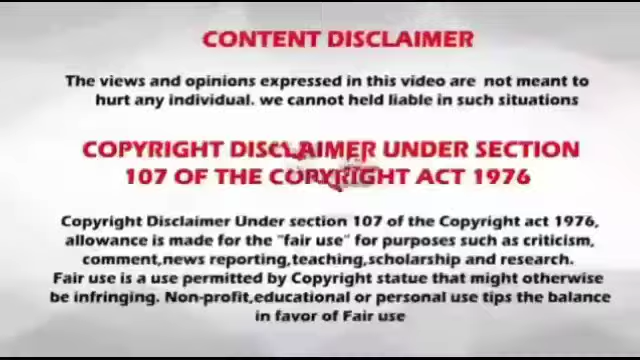 CONTENT DISCLAIMER
The views and opinions expressed in this video are not meant to
hurt any individual. we cannot held liable in such situations
COPYRIGHT DISCLAIMER UNDER SECTION
107 OF THE COPYRIGHT ACT 1976
Copyright Disclaimer Under section 107 of the Copyright act 1976,
allowance is made for the "fair use" for purposes such as criticism,
comment,news reporting,teaching,scholarship and research.
Fair use is a use permitted by Copyright statue that might otherwise
be infringing. Non-profit,educational or personal use tips the balance
in favor of Fair use